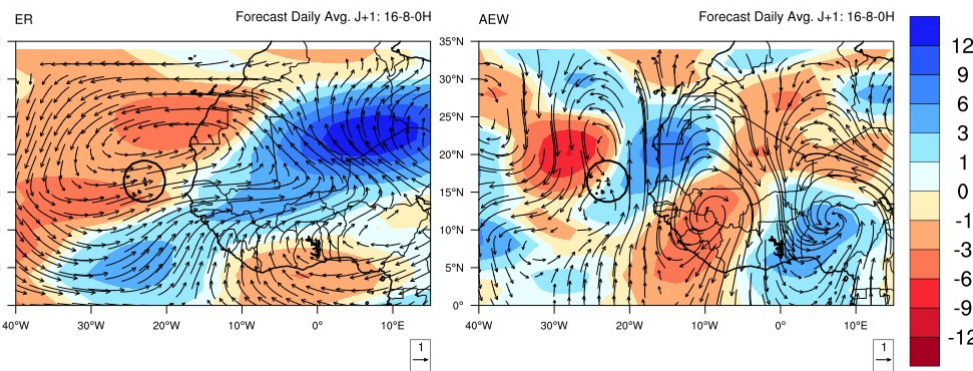 ER Forecast Daily Avg. J+1: 16-8-0H
AEW Forecast Daily Avg. J+1: 16-8-0H
35°N
30°N
25°N
20°N
15°N
10°N
5°N
0°
40°W 30°W 20°W 10°W 0° 10°E
40°W 30°W 20°W 10°W 0° 10°E
1
1
12
9
6
3
1
0
-1
-3
-6
-9
-12